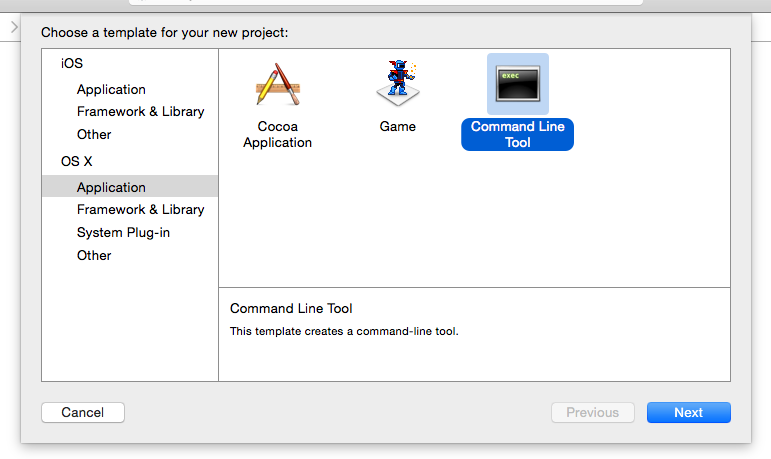 Choose a template for your new project:
iOS
Application
Framework & Library
Other
OS X
Application
Framework & Library
System Plug-in
Other
Cocoa
Application
Game
exec
Command Line
Tool
Command Line Tool
This template creates a command-line tool.
Cancel
Previous
Next